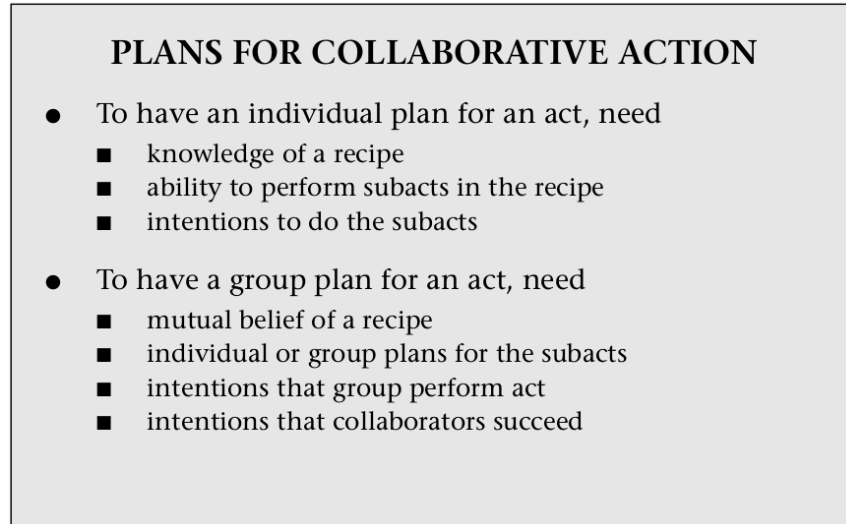 PLANS FOR COLLABORATIVE ACTION
● To have an individual plan for an act, need
■ knowledge of a recipe
■ ability to perform subacts in the recipe
■ intentions to do the subacts
● To have a group plan for an act, need
■ mutual belief of a recipe
■ individual or group plans for the subacts
■ intentions that group perform act
■ intentions that collaborators succeed